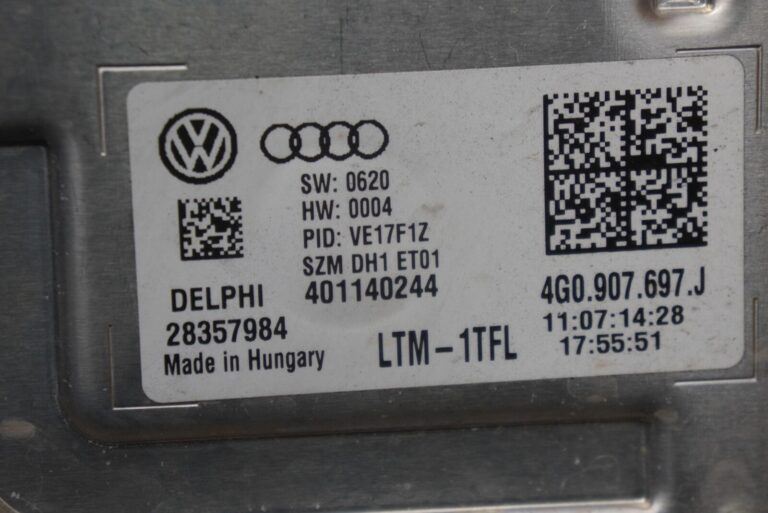 SW: 0620
HW: 0004
PID: VE17F1Z
SZM DH1 ET01
401140244
DELPHI
28357984
Made in Hungary
LTM-1TFL
4G0.907.697.J
11:07:14:28
17:55:51